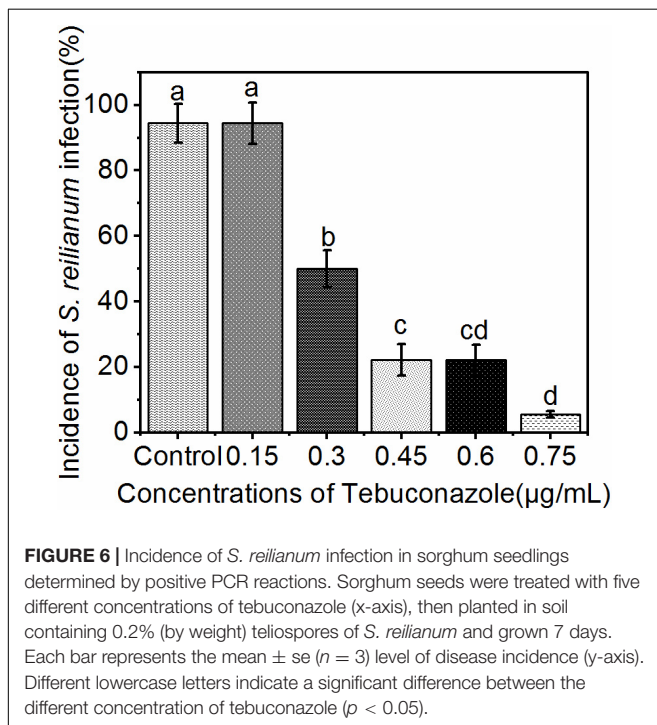 Incidence of S. reilianum infection(%)
100
80
60
40
20
0
a
a
b
c
cd
d
Control 0.15 0.3 0.45 0.6 0.75
Concentrations of Tebuconazole(μg/mL)
FIGURE 6 | Incidence of S. reilianum infection in sorghum seedlings
determined by positive PCR reactions. Sorghum seeds were treated with five
different concentrations of tebuconazole (x-axis), then planted in soil
containing 0.2% (by weight) teliospores of S. reilianum and grown 7 days.
Each bar represents the mean ± se (n = 3) level of disease incidence (y-axis).
Different lowercase letters indicate a significant difference between the
different concentration of tebuconazole (p < 0.05).